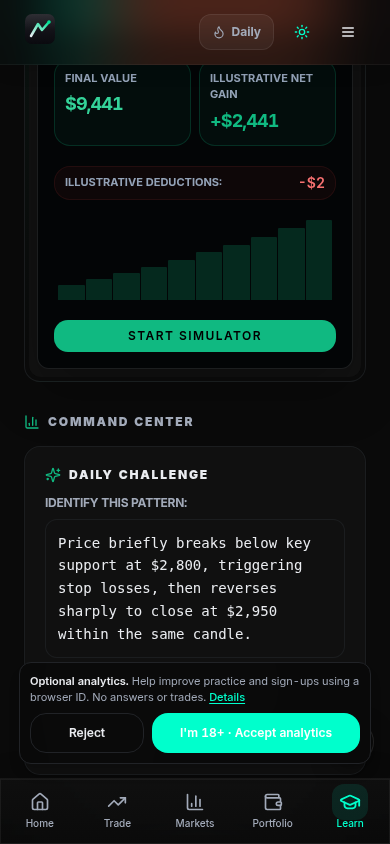 Daily
FINAL VALUE
$9,441
ILLUSTRATIVE NET
GAIN
+$2,441
ILLUSTRATIVE DEDUCTIONS:
-$2
START SIMULATOR
COMMAND CENTER
DAILY CHALLENGE
IDENTIFY THIS PATTERN:
Price briefly breaks below key
support at $2,800, triggering
stop losses, then reverses
sharply to close at $2,950
within the same candle.
Optional analytics. Help improve practice and sign-ups using a
browser ID. No answers or trades. Details
Reject
I'm 18+ · Accept analytics
Home
Trade
Markets
Portfolio
Learn